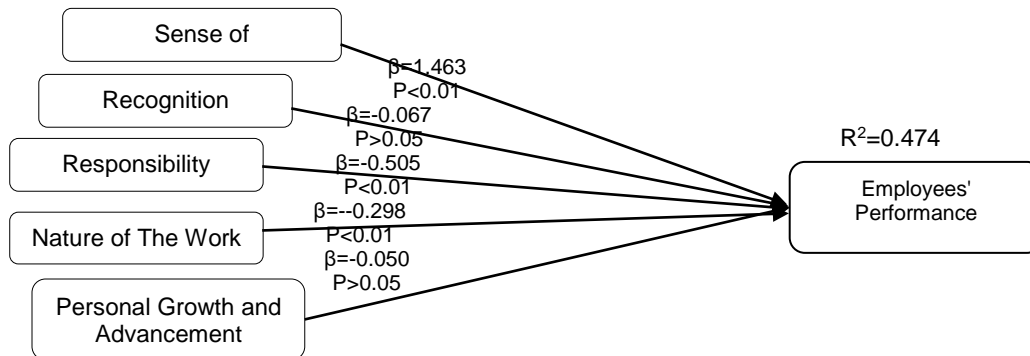 Sense of
β=1.463
P<0.01
Recognition
β=-0.067
P>0.05
R²=0.474
Responsibility
β=-0.505
P<0.01
Employees'
Performance
Nature of The Work
β=--0.298
P<0.01
β=-0.050
P>0.05
Personal Growth and
Advancement